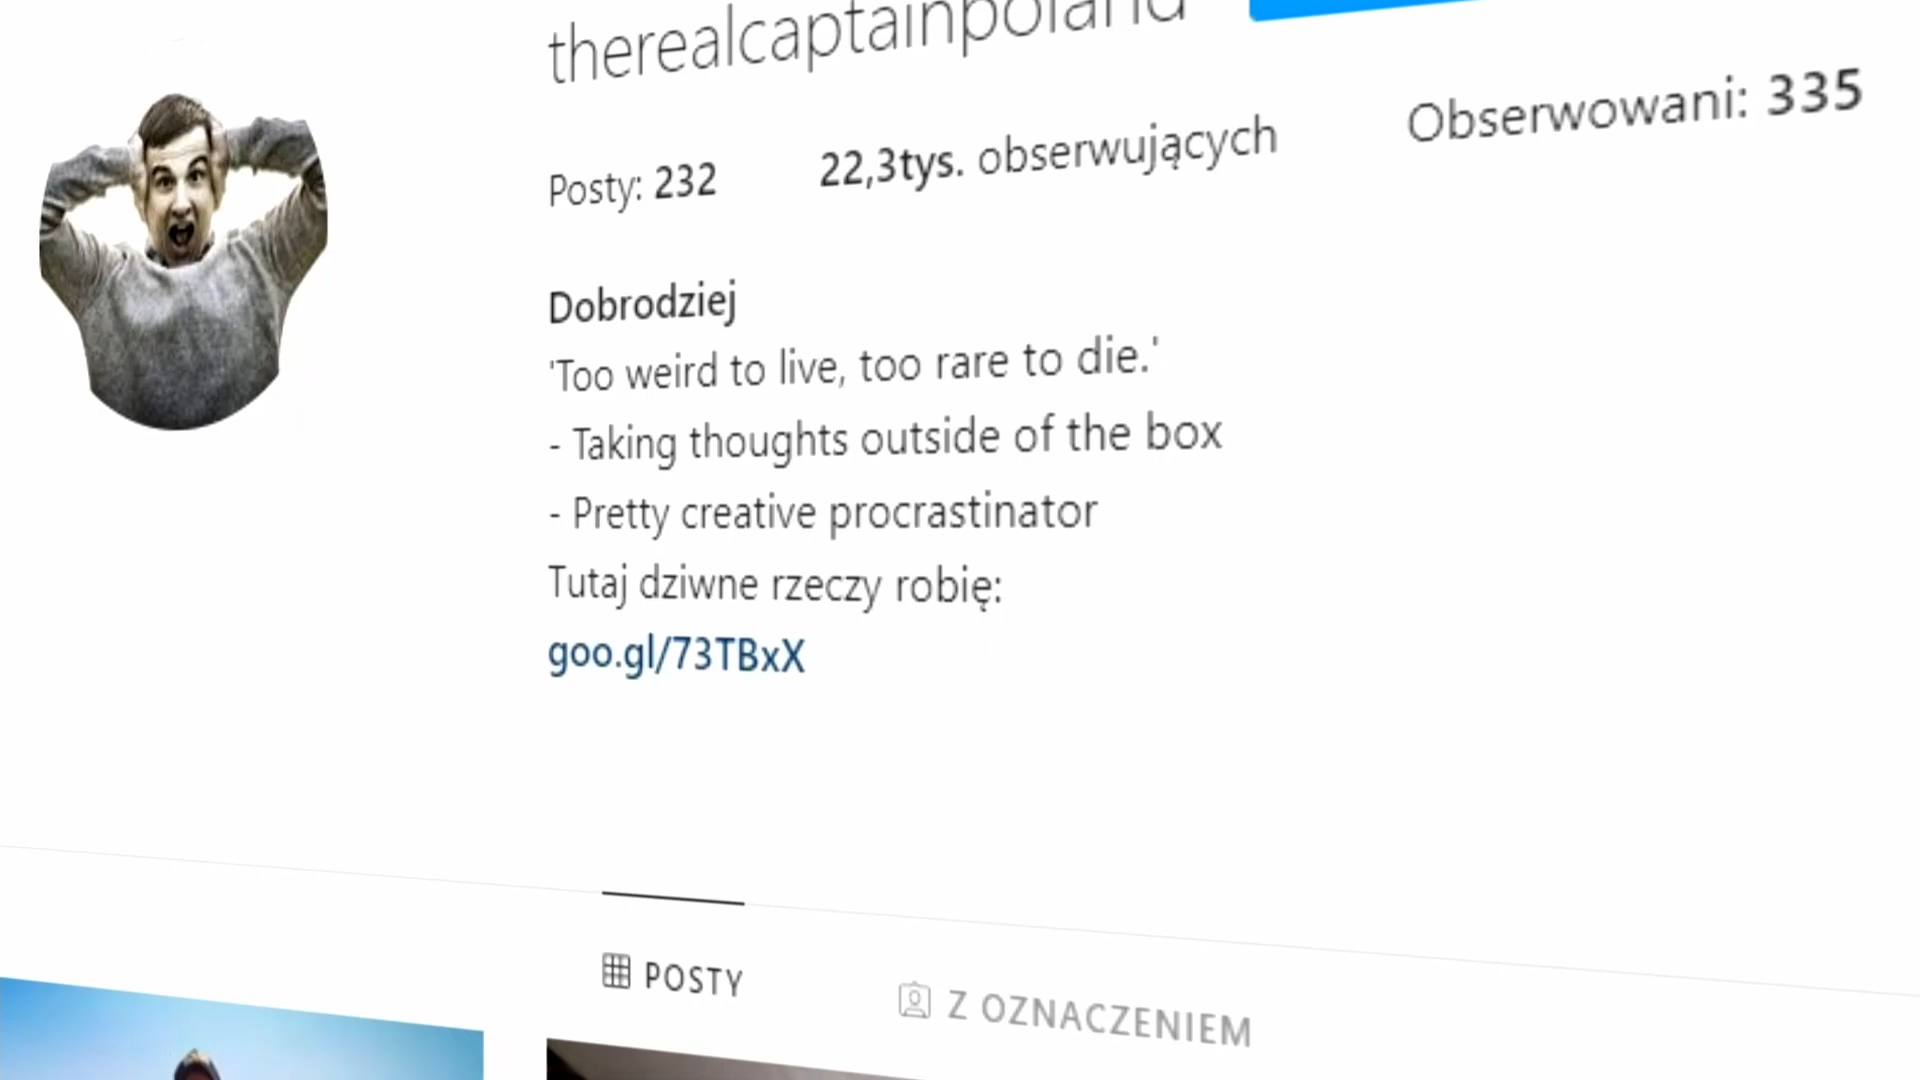 therealcaptainpoland
Posty: 232 22,3tys. obserwujących Obserwowani: 335
Dobrodziej
'Too weird to live, too rare to die.'
- Taking thoughts outside of the box
- Pretty creative procrastinator
Tutaj dziwne rzeczy robię:
goo.gl/73TBxX
POSTY Z OZNACZENIEM